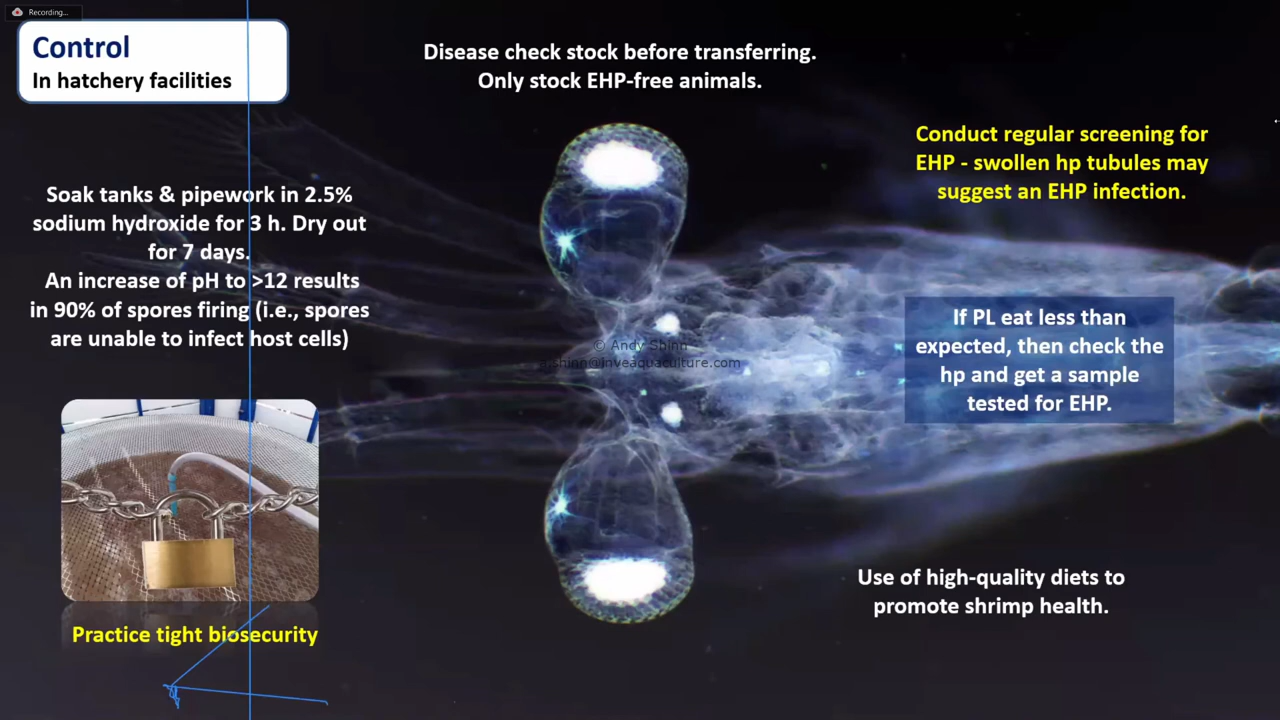 Recording...
Control
In hatchery facilities
Disease check stock before transferring.
Only stock EHP-free animals.
Conduct regular screening for
EHP - swollen hp tubules may
suggest an EHP infection.
Soak tanks & pipework in 2.5%
sodium hydroxide for 3 h. Dry out
for 7 days.
An increase of pH to >12 results
in 90% of spores firing (i.e., spores
are unable to infect host cells)
If PL eat less than
expected, then check the
hp and get a sample
tested for EHP.
© Andy Shinn
a.shinn@inveaquaculture.com
Use of high-quality diets to
promote shrimp health.
Practice tight biosecurity